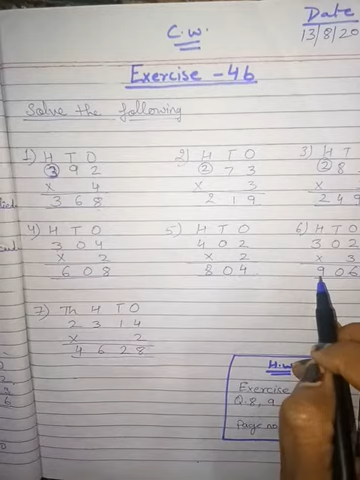 C.W.
Date
13/8/20
Exercise - 4b
Solve the following
1) H T O
③ 9 2
x 4
3 6 8
2) H T O
② 7 3
x 3
2 1 9
3) H T
② 8
x
2 4 9
4) H T O
3 0 4
x 2
6 0 8
5) H T O
4 0 2
x 2
8 0 4
6) H T O
3 0 2
x 3
9 0 6
7) Th H T O
2 3 1 4
x 2
4 6 2 8
H.W
Exercise
Q.8, 9
Page no